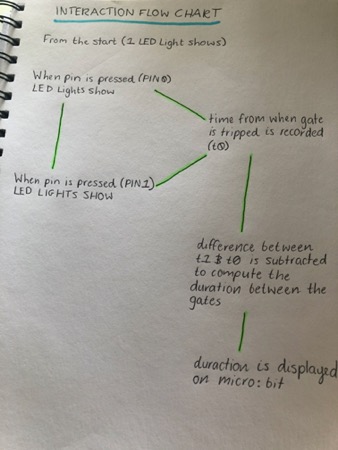 INTERACTION FLOW CHART
From the start (1 LED Light shows)
When pin is pressed (PIN0)
LED Lights show
time from when gate
is tripped is recorded
(t0)
When pin is pressed (PIN1)
LED LIGHTS SHOW
difference between
t1 & t0 is subtracted
to compute the
duration between the
gates
duraction is displayed
on micro:bit